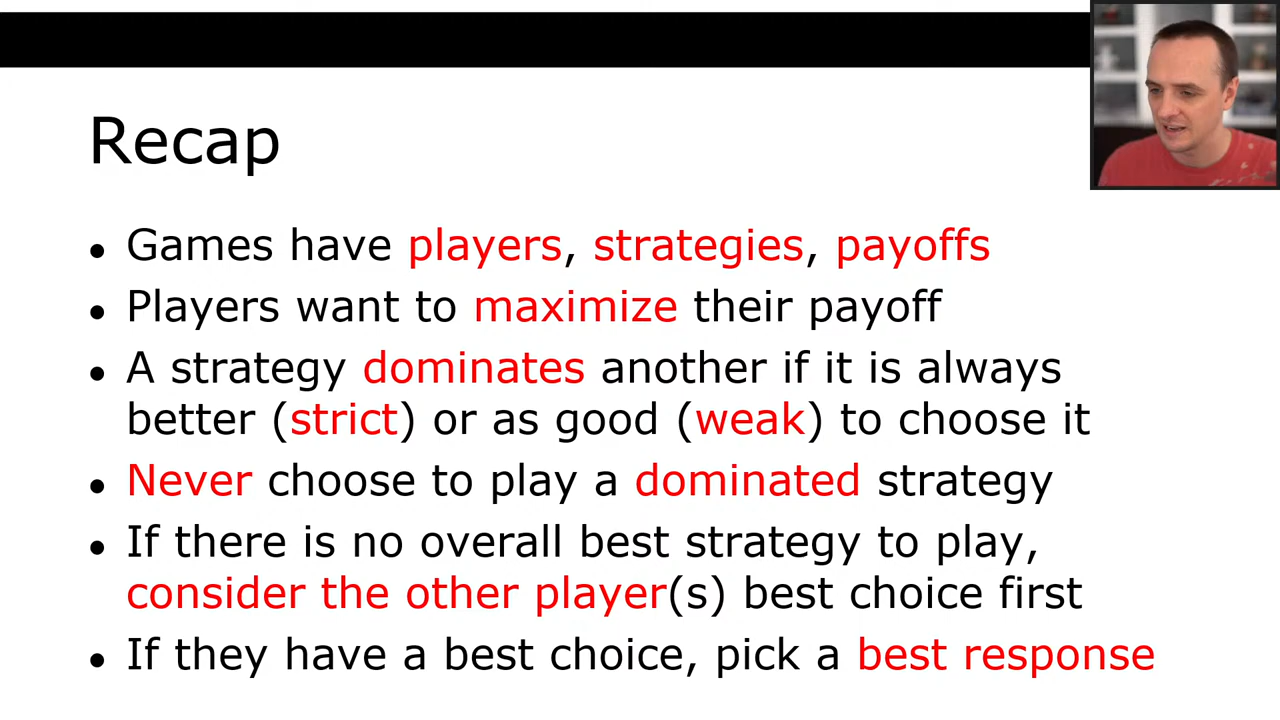 Recap
• Games have players, strategies, payoffs
• Players want to maximize their payoff
• A strategy dominates another if it is always
better (strict) or as good (weak) to choose it
• Never choose to play a dominated strategy
• If there is no overall best strategy to play,
consider the other player(s) best choice first
• If they have a best choice, pick a best response